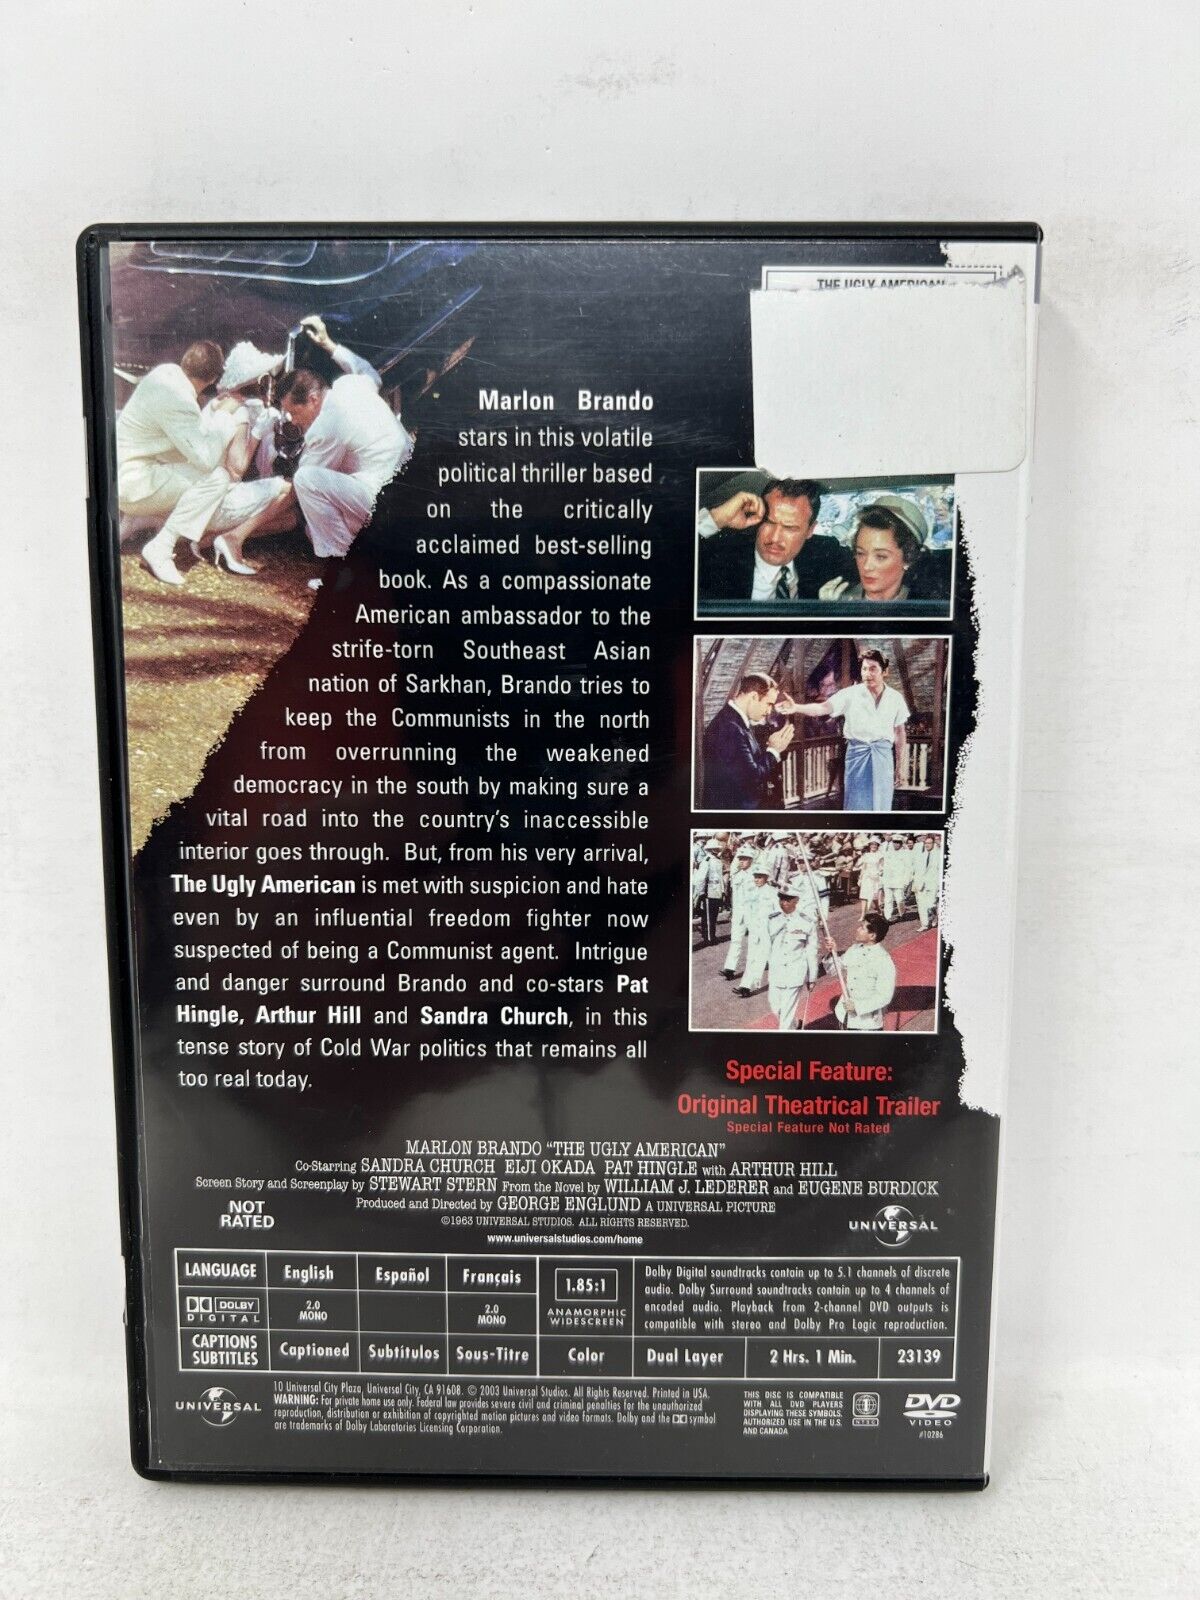 THE UGLY AMERICAN
Marlon Brando
stars in this volatile
political thriller based
on the critically
acclaimed best-selling
book. As a compassionate
American ambassador to the
strife-torn Southeast Asian
nation of Sarkhan, Brando tries to
keep the Communists in the north
from overrunning the weakened
democracy in the south by making sure a
vital road into the country's inaccessible
interior goes through. But, from his very arrival,
The Ugly American is met with suspicion and hate
even by an influential freedom fighter now
suspected of being a Communist agent. Intrigue
and danger surround Brando and co-stars Pat
Hingle, Arthur Hill and Sandra Church, in this
tense story of Cold War politics that remains all
too real today.
Special Feature:
Original Theatrical Trailer
Special Feature Not Rated
MARLON BRANDO "THE UGLY AMERICAN"
Co-Starring SANDRA CHURCH EIJI OKADA PAT HINGLE with ARTHUR HILL
Screen Story and Screenplay by STEWART STERN From the Novel by WILLIAM J. LEDERER and EUGENE BURDICK
Produced and Directed by GEORGE ENGLUND A UNIVERSAL PICTURE
©1963 UNIVERSAL STUDIOS. ALL RIGHTS RESERVED.
www.universalstudios.com/home
NOT
RATED
UNIVERSAL
LANGUAGE English Español Français
DOLBY
DIGITAL
2.0
MONO
2.0
MONO
CAPTIONS
SUBTITLES
Captioned Subtítulos Sous-Titre
1.85:1
ANAMORPHIC
WIDESCREEN
Dolby Digital soundtracks contain up to 5.1 channels of discrete
audio. Dolby Surround soundtracks contain up to 4 channels of
encoded audio. Playback from 2-channel DVD outputs is
compatible with stereo and Dolby Pro Logic reproduction.
Color Dual Layer 2 Hrs. 1 Min. 23139
UNIVERSAL
10 Universal City Plaza, Universal City, CA 91608. © 2003 Universal Studios. All Rights Reserved. Printed in USA.
WARNING: For private home use only. Federal law provides severe civil and criminal penalties for the unauthorized
reproduction, distribution or exhibition of copyrighted motion pictures and video formats. Dolby and the DD symbol
are trademarks of Dolby Laboratories Licensing Corporation.
THIS DISC IS COMPATIBLE
WITH ALL DVD PLAYERS
DISPLAYING THESE SYMBOLS.
AUTHORIZED USE IN THE U.S.
AND CANADA
1
NTSC
DVD
VIDEO
#10286